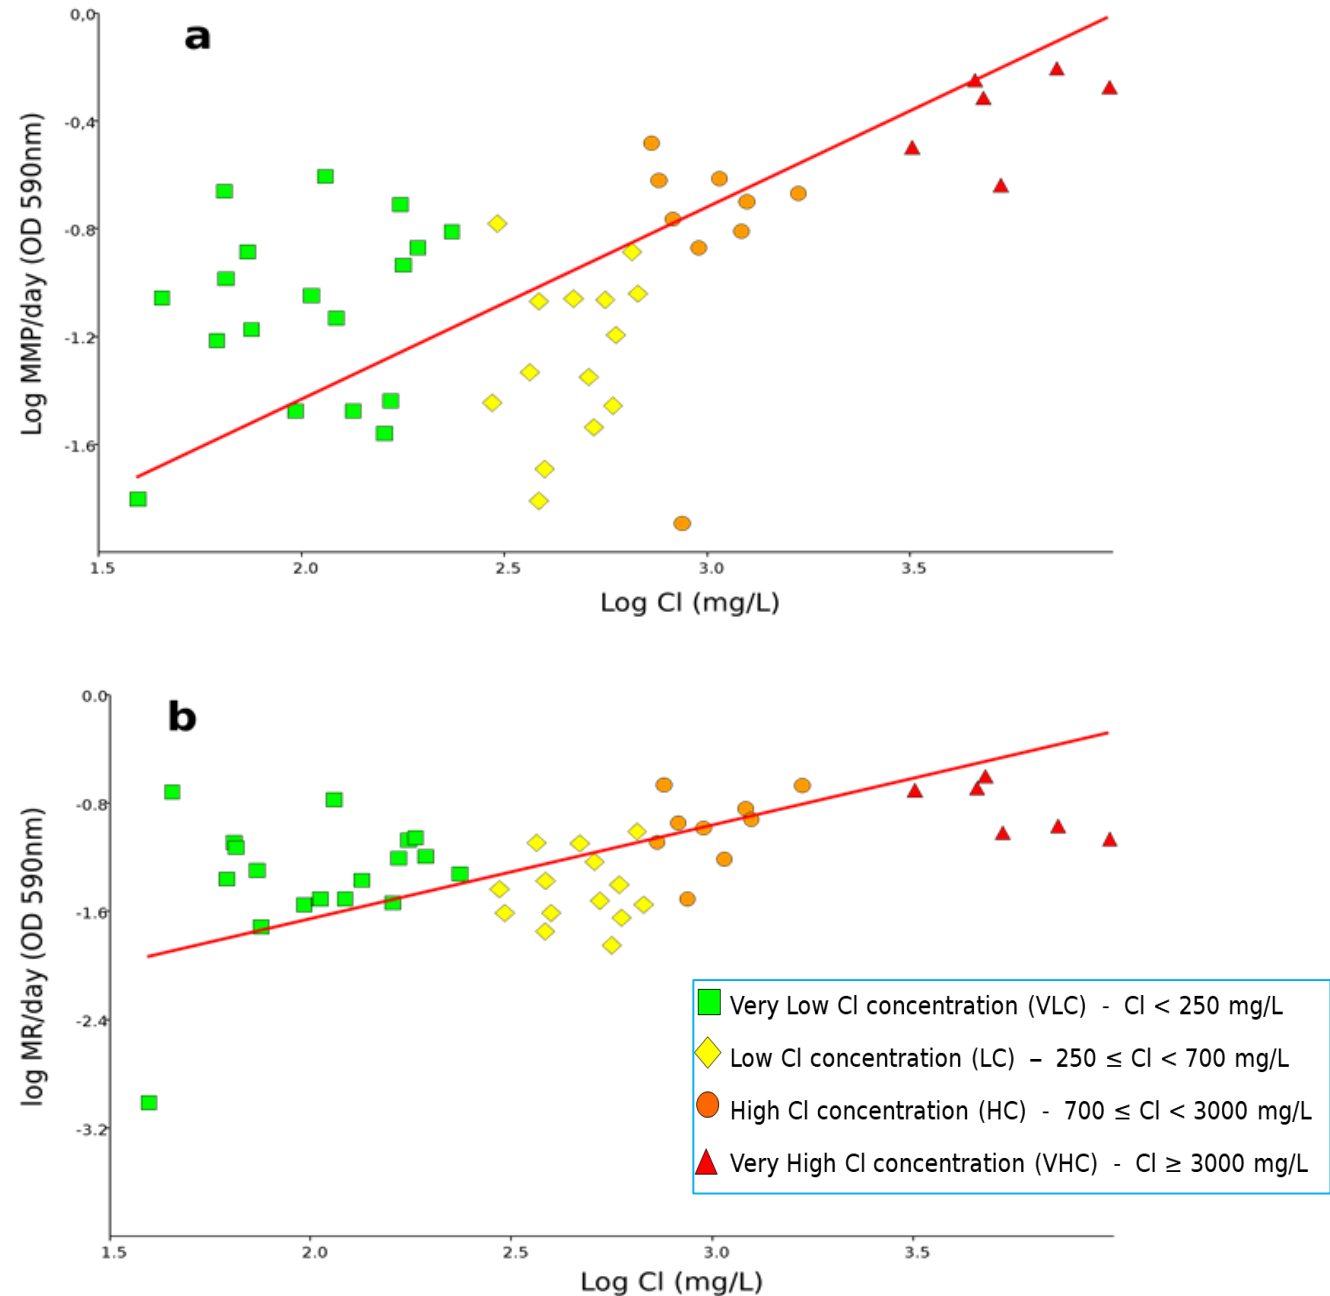 a
0,0
-0,4
-0.8
-1.2
-1.6
Log MMP/day (OD 590nm)
1.5 2.0 2.5 3.0 3.5
Log Cl (mg/L)
b
0.0
-0.8
-1.6
-2.4
-3.2
log MR/day (OD 590nm)
Very Low Cl concentration (VLC) - Cl < 250 mg/L
Low Cl concentration (LC) – 250 ≤ Cl < 700 mg/L
High Cl concentration (HC) - 700 ≤ Cl < 3000 mg/L
Very High Cl concentration (VHC) - Cl ≥ 3000 mg/L
1.5 2.0 2.5 3.0 3.5
Log Cl (mg/L)